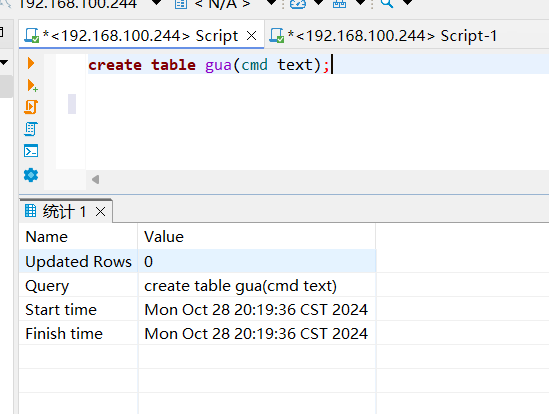 192.168.100.244
< N/A >
*<192.168.100.244> Script
*<192.168.100.244> Script-1
create table gua(cmd text);
统计 1
Name Value
Updated Rows 0
Query create table gua(cmd text)
Start time Mon Oct 28 20:19:36 CST 2024
Finish time Mon Oct 28 20:19:36 CST 2024